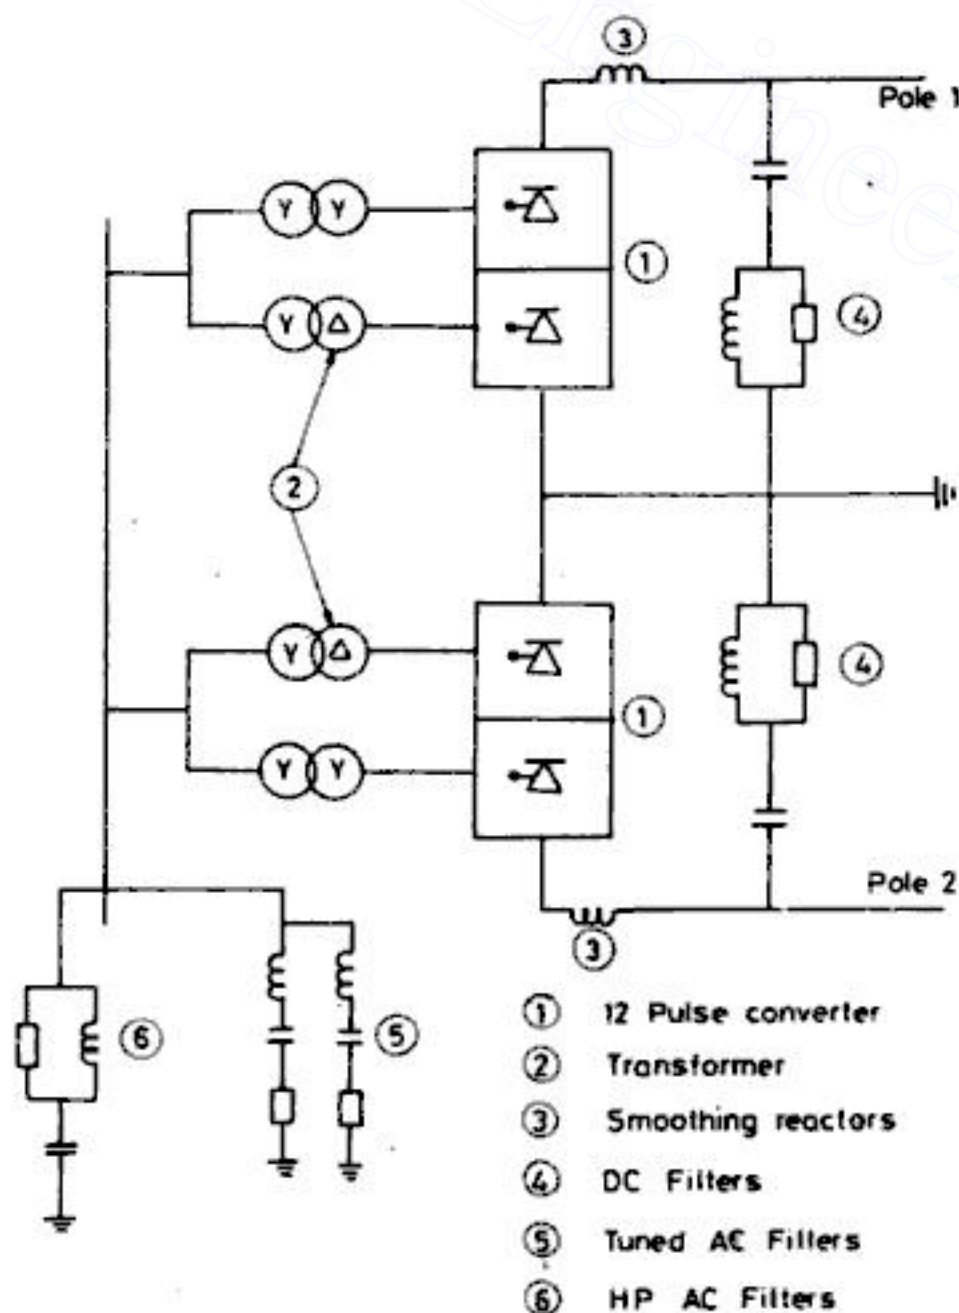 Engineer
③
Pole 1
Y Y
①
Y Δ
④
②
Y Δ
④
①
Y Y
Pole 2
③
⑥
⑤
① 12 Pulse converter
② Transformer
③ Smoothing reactors
④ DC Filters
⑤ Tuned AC Filters
⑥ HP AC Filters